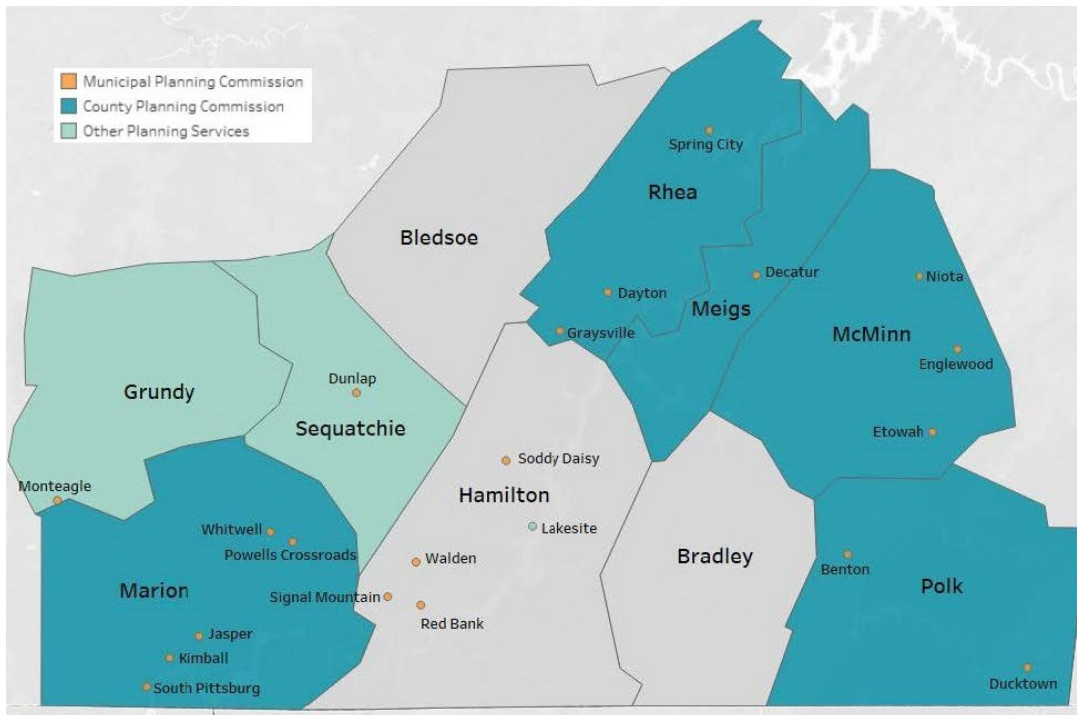 Municipal Planning Commission
County Planning Commission
Other Planning Services
Spring City
Rhea
Bledsoe
Decatur
Niota
Dayton
Meigs
Graysville
McMinn
Englewood
Dunlap
Grundy
Sequatchie
Etowah
Soddy Daisy
Monteagle
Hamilton
Whitwell
Lakesite
Powells Crossroads
Walden
Bradley
Benton
Marion
Signal Mountain
Polk
Red Bank
Jasper
Kimball
South Pittsburg
Ducktown